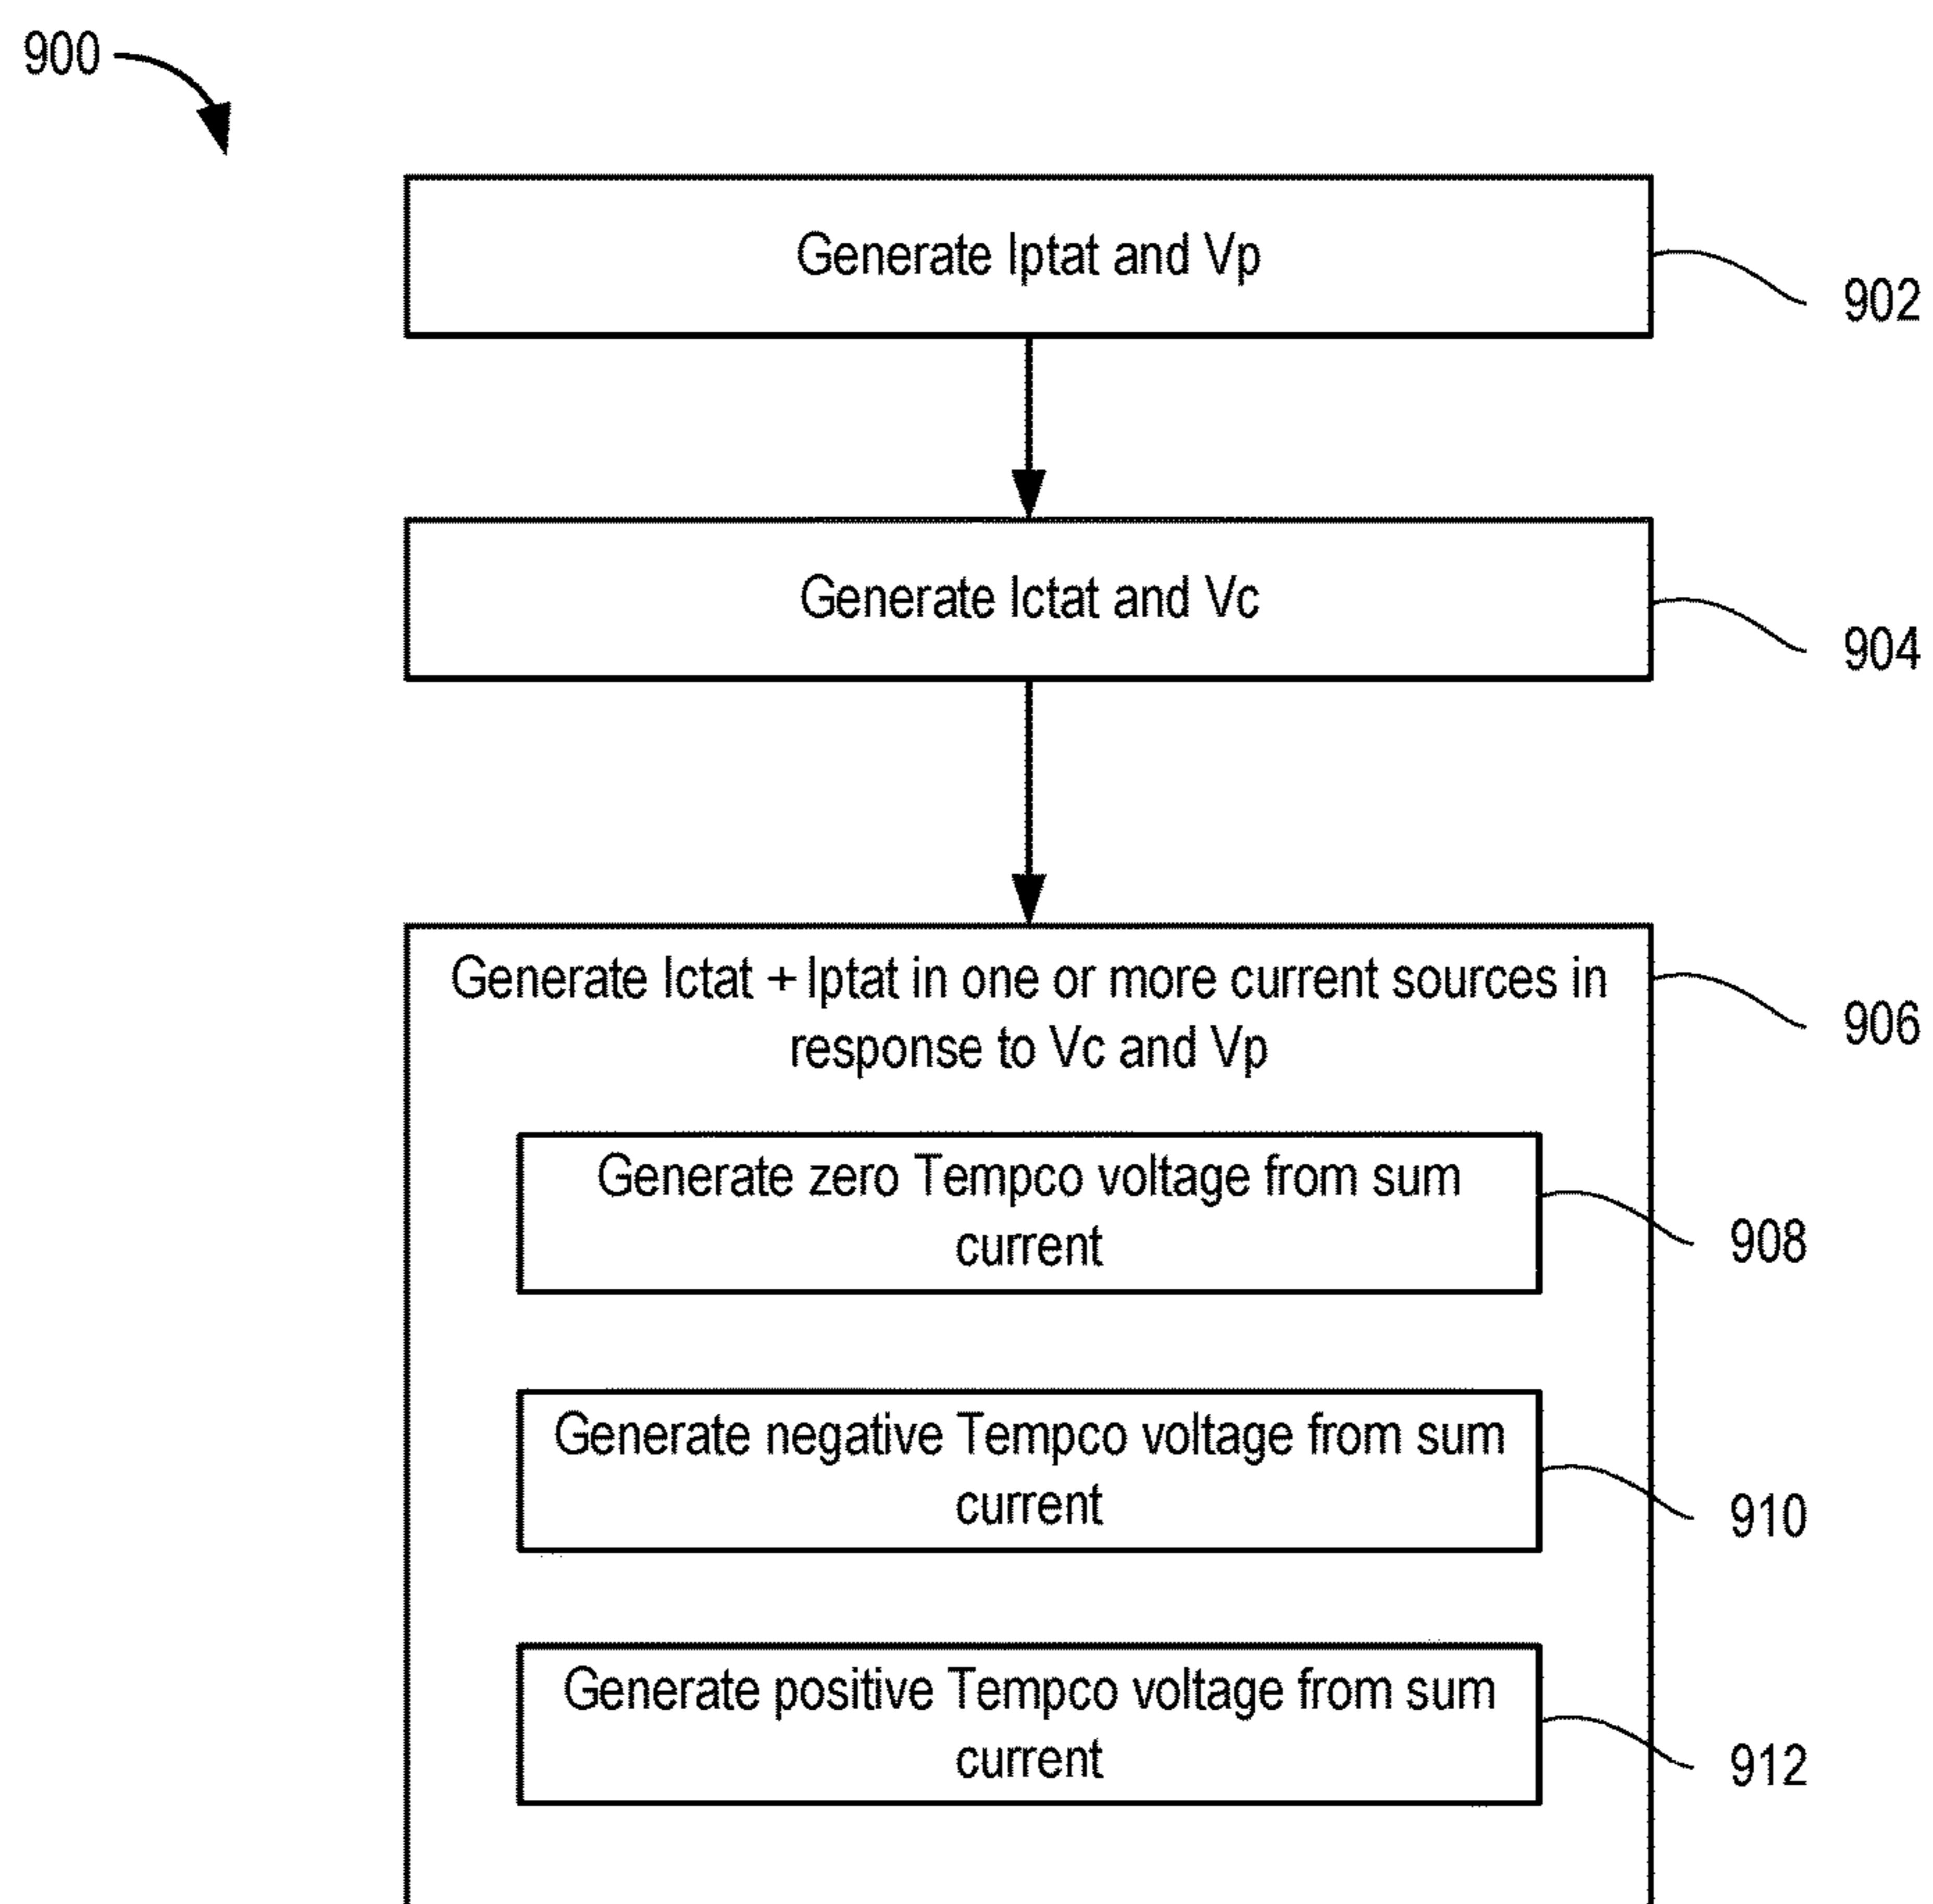 900
Generate Iptat and Vp
902
Generate Ictat and Vc
904
Generate Ictat + Iptat in one or more current sources in
response to Vc and Vp
906
Generate zero Tempco voltage from sum
current
908
Generate negative Tempco voltage from sum
current
910
Generate positive Tempco voltage from sum
current
912